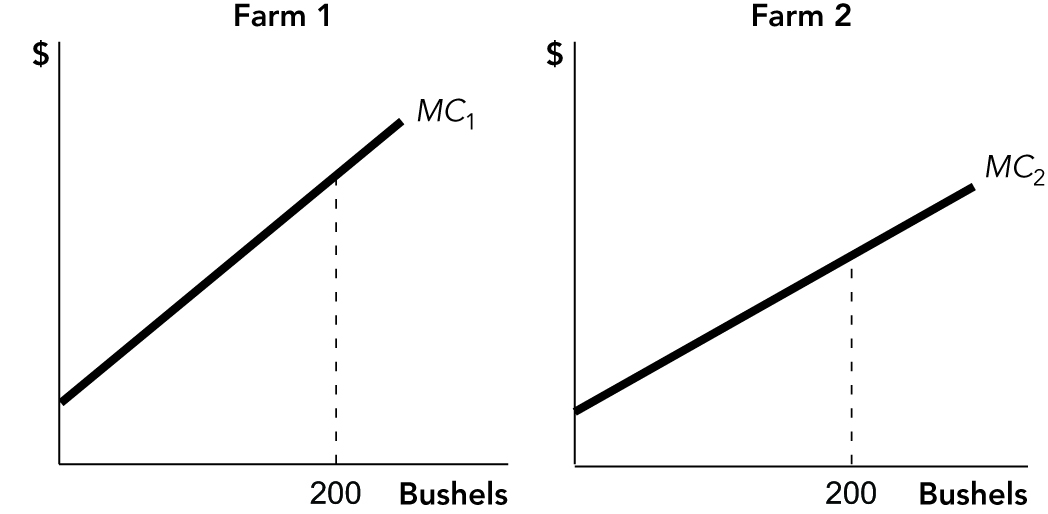 Farm 1
$
MC₁
200
Bushels
Farm 2
$
MC₂
200
Bushels